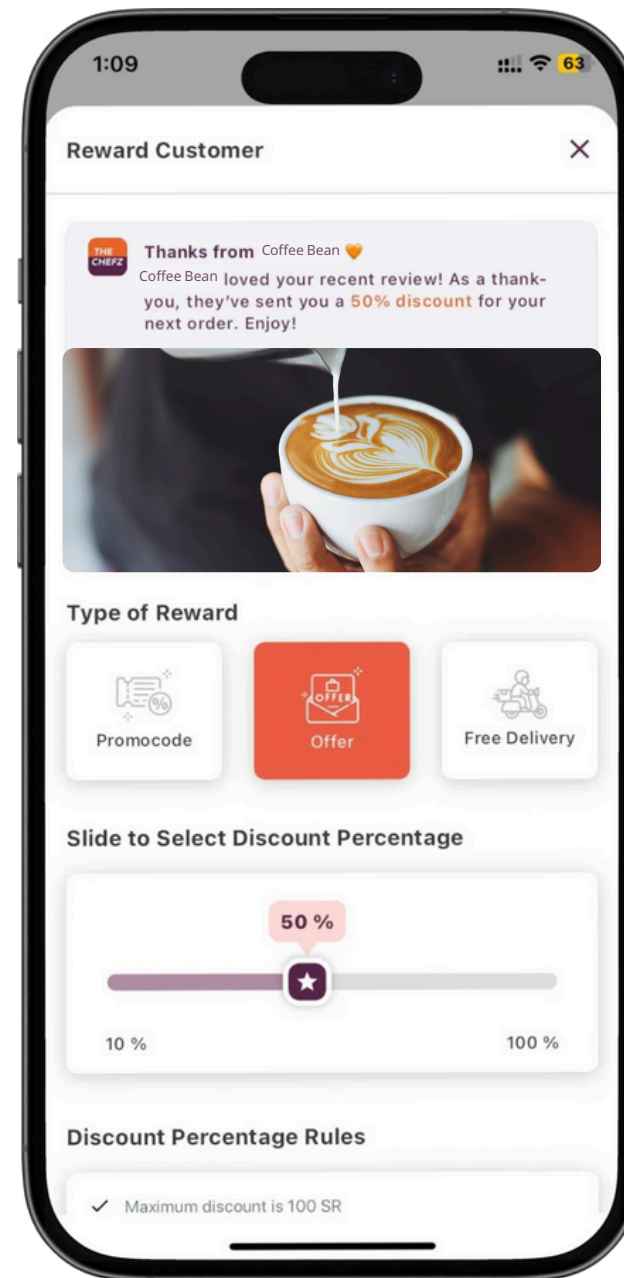 1:09
63
Reward Customer
THE
CHEFZ
Thanks from Coffee Bean 🧡
Coffee Bean loved your recent review! As a thank-
you, they’ve sent you a 50% discount for your
next order. Enjoy!
Type of Reward
Promocode
OFFER
Offer
Free Delivery
Slide to Select Discount Percentage
50 %
10 %
100 %
Discount Percentage Rules
Maximum discount is 100 SR